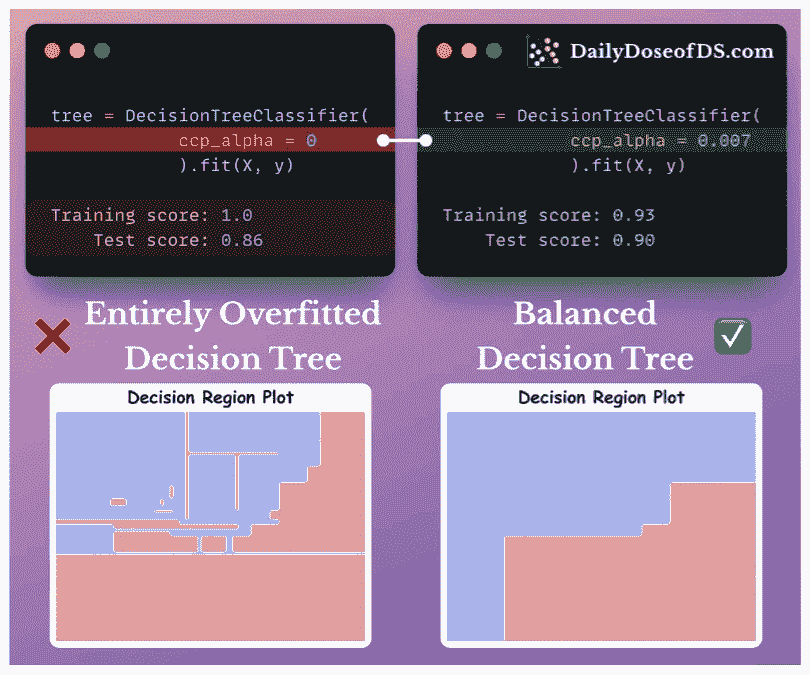 tree = DecisionTreeClassifier(
ccp_alpha = 0
).fit(X, y)
Training score: 1.0
Test score: 0.86
DailyDoseofDS.com
tree = DecisionTreeClassifier(
ccp_alpha = 0.007
).fit(X, y)
Training score: 0.93
Test score: 0.90
Entirely Overfitted
Decision Tree
Balanced
Decision Tree
Decision Region Plot
Decision Region Plot